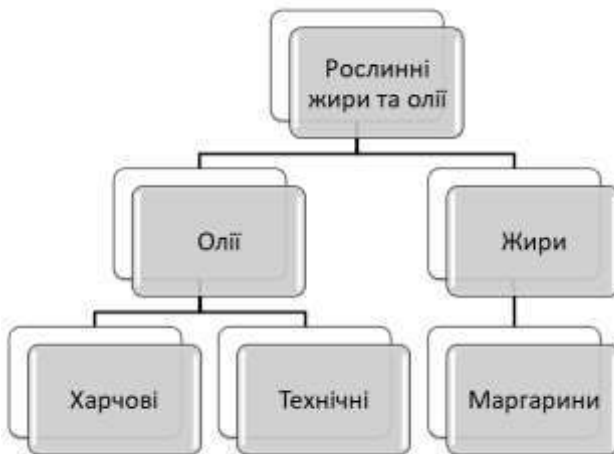 Рослинні
жири та олії
Олії
Жири
Харчові
Технічні
Маргарини